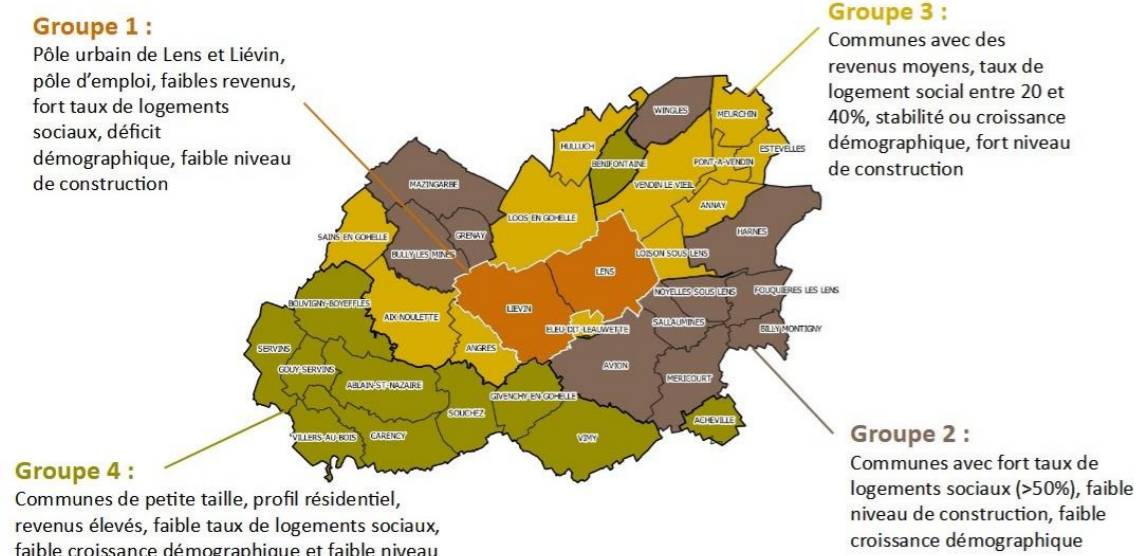 Groupe 1 :
Pôle urbain de Lens et Liévin,
pôle d'emploi, faibles revenus,
fort taux de logements
sociaux, déficit
démographique, faible niveau
de construction
Groupe 3 :
Communes avec des
revenus moyens, taux de
logement social entre 20 et
40%, stabilité ou croissance
démographique, fort niveau
de construction
WINGLES
MEURCHIN
HULLUCH
BENIFONTAINE
PONT-A-VENDIN
ESTEVELLES
VENDIN LE VIEIL
MAZINGARBE
ANNAY
LOOS EN GOHELLE
HARNES
SAINS EN GOHELLE
GRENAY
BULLY LES MINES
LOISON SOUS LENS
LENS
NOYELLES SOUS LENS
FOUQUIERES LES LENS
BOUVIGNY-BOYEFFLES
LIEVIN
AIX NOULETTE
SALLAUMINES
ELEU-DIT-LEAUWETTE
BILLY MONTIGNY
SERVINS
ANGRES
AVION
GOUY-SERVINS
MERICOURT
ABLAIN-ST-NAZAIRE
GIVENCHY EN GOHELLE
SOUCHEZ
ACHEVILLE
VILLERS-AU-BOIS
CARENCY
VIMY
Groupe 2 :
Communes avec fort taux de
logements sociaux (>50%), faible
niveau de construction, faible
croissance démographique
Groupe 4 :
Communes de petite taille, profil résidentiel,
revenus élevés, faible taux de logements sociaux,
faible croissance démographique et faible niveau